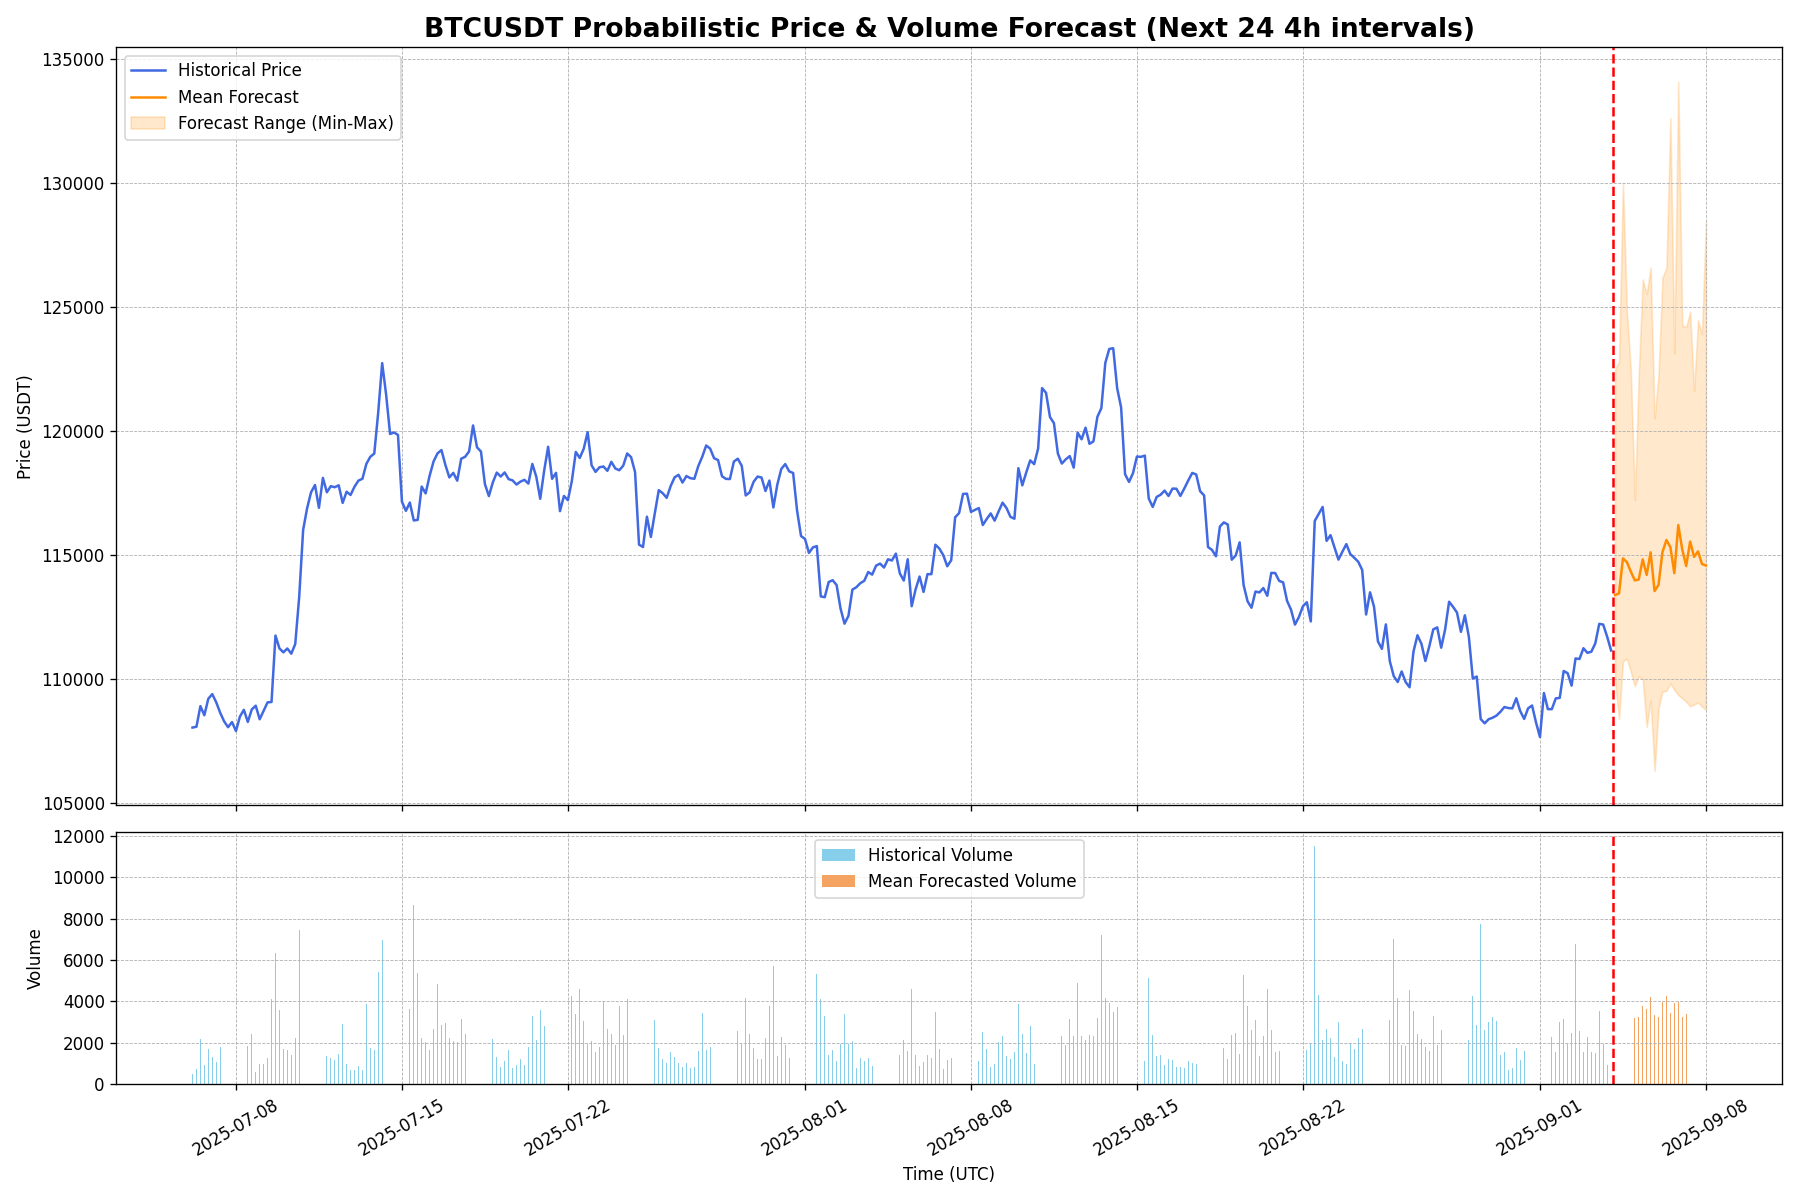 BTCUSDT Probabilistic Price & Volume Forecast (Next 24 4h intervals)
135000
130000
125000
120000
115000
110000
105000
Price (USDT)
Historical Price
Mean Forecast
Forecast Range (Min-Max)
12000
10000
8000
6000
4000
2000
0
Volume
Historical Volume
Mean Forecasted Volume
2025-07-08
2025-07-15
2025-07-22
2025-08-01
2025-08-08
2025-08-15
2025-08-22
2025-09-01
2025-09-08
Time (UTC)